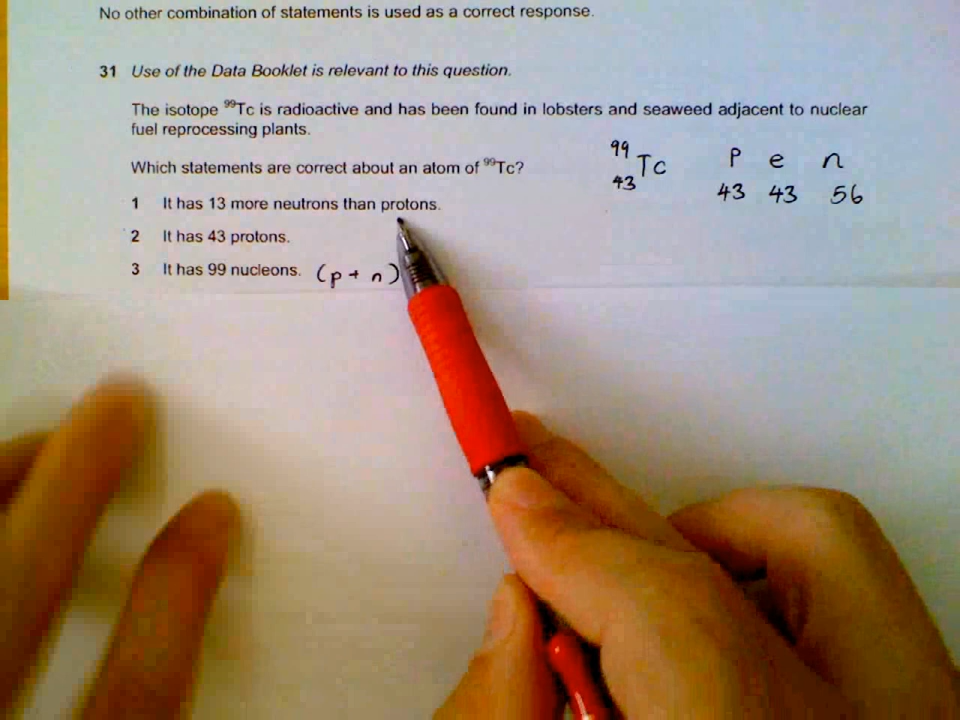 No other combination of statements is used as a correct response.
31 Use of the Data Booklet is relevant to this question.
The isotope ⁹⁹Tc is radioactive and has been found in lobsters and seaweed adjacent to nuclear
fuel reprocessing plants.
Which statements are correct about an atom of ⁹⁹Tc?
1 It has 13 more neutrons than protons.
2 It has 43 protons.
3 It has 99 nucleons. (p + n)
99
43 Tc
P e n
43 43 56